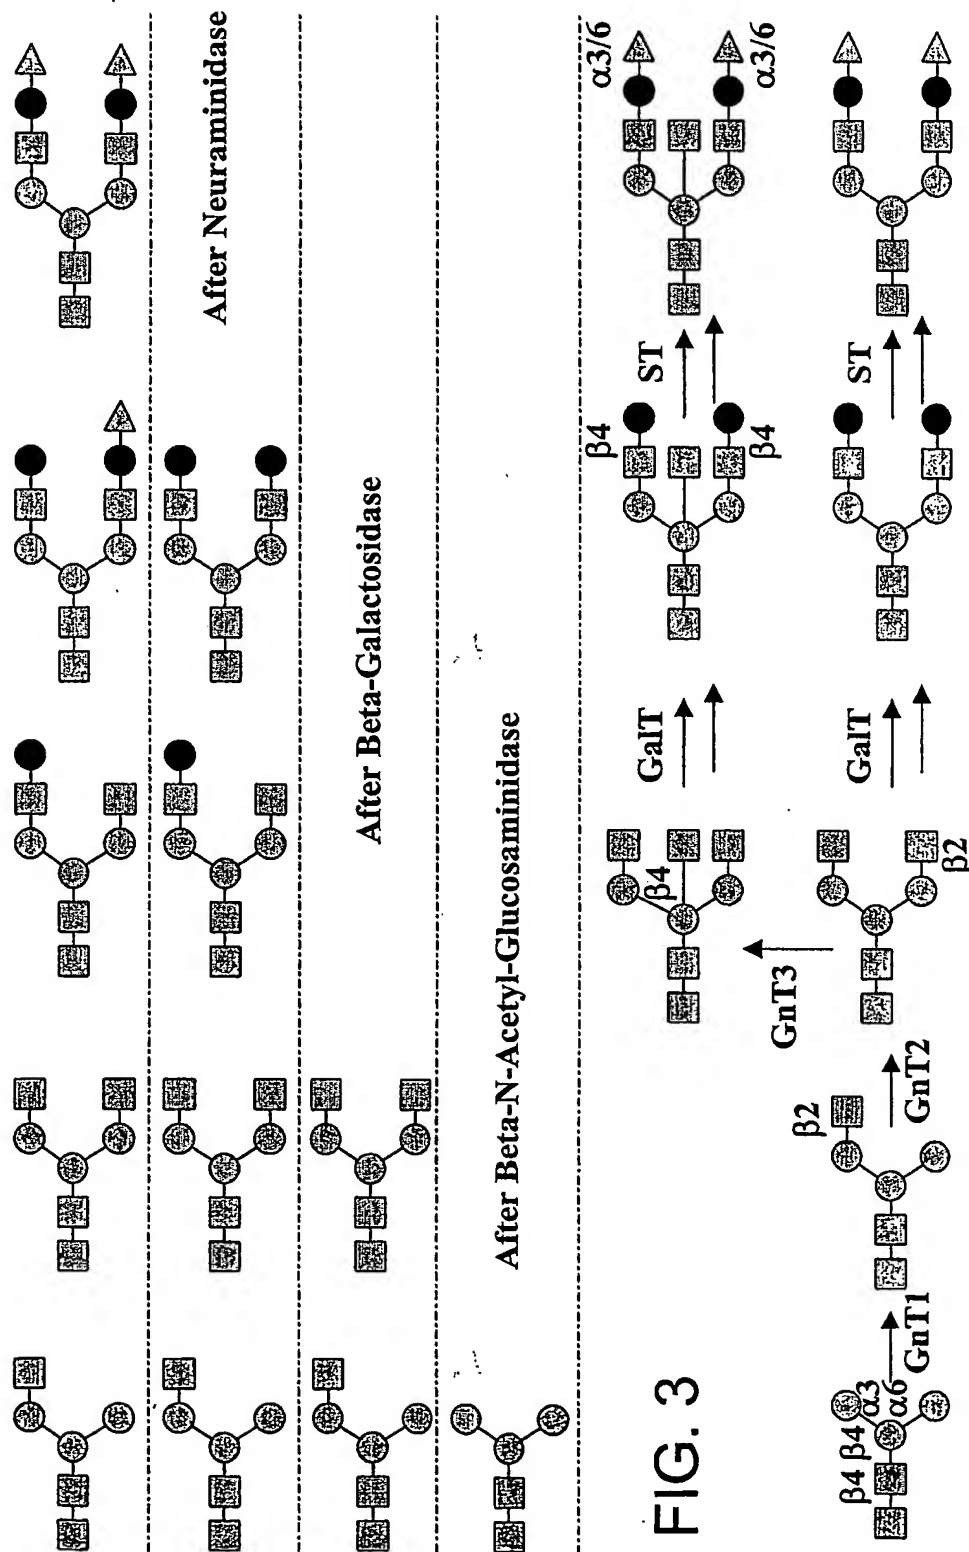 After Neuraminidase
After Beta-Galactosidase
After Beta-N-Acetyl-Glucosaminidase
FIG. 3
β4 β4 α3
α6
GnT1
β2
GnT2
GnT3
β4
β2
GalT
GalT
β4
β4
ST
ST
α3/6
α3/6